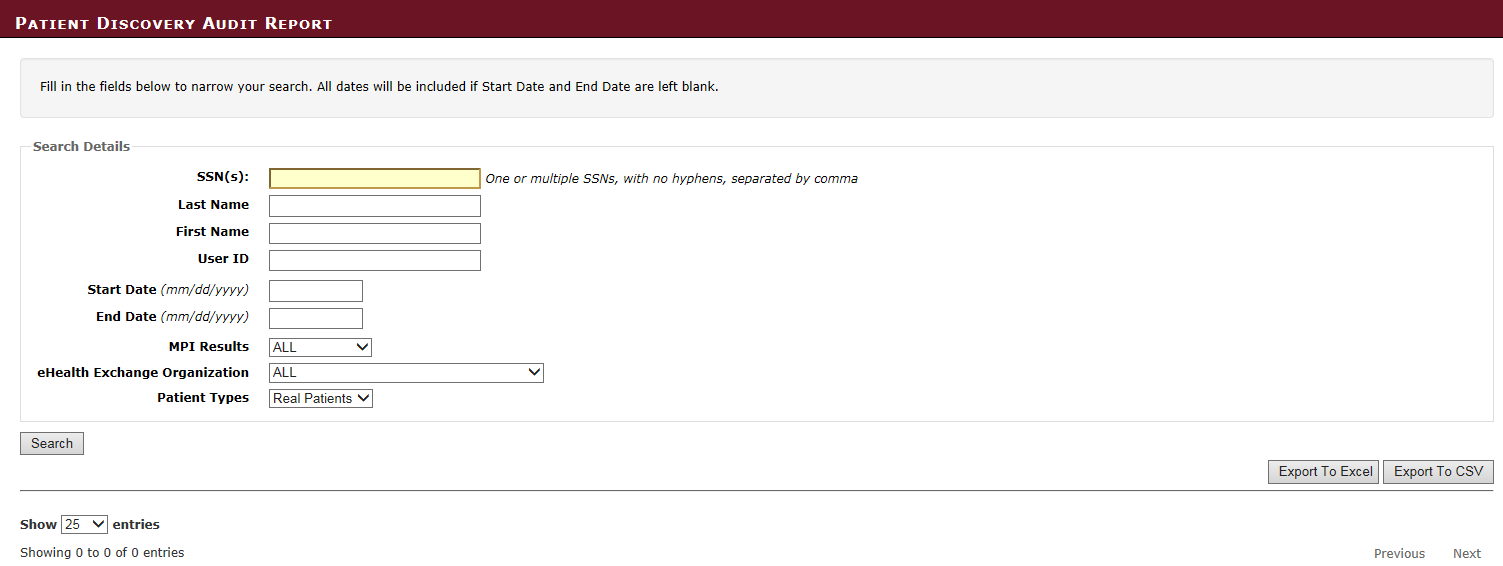 Patient Discovery Audit Report
Fill in the fields below to narrow your search. All dates will be included if Start Date and End Date are left blank.
Search Details
SSN(s): One or multiple SSNs, with no hyphens, separated by comma
Last Name
First Name
User ID
Start Date (mm/dd/yyyy)
End Date (mm/dd/yyyy)
MPI Results ALL
eHealth Exchange Organization ALL
Patient Types Real Patients
Search
Export To Excel Export To CSV
Show 25 entries
Showing 0 to 0 of 0 entries Previous Next